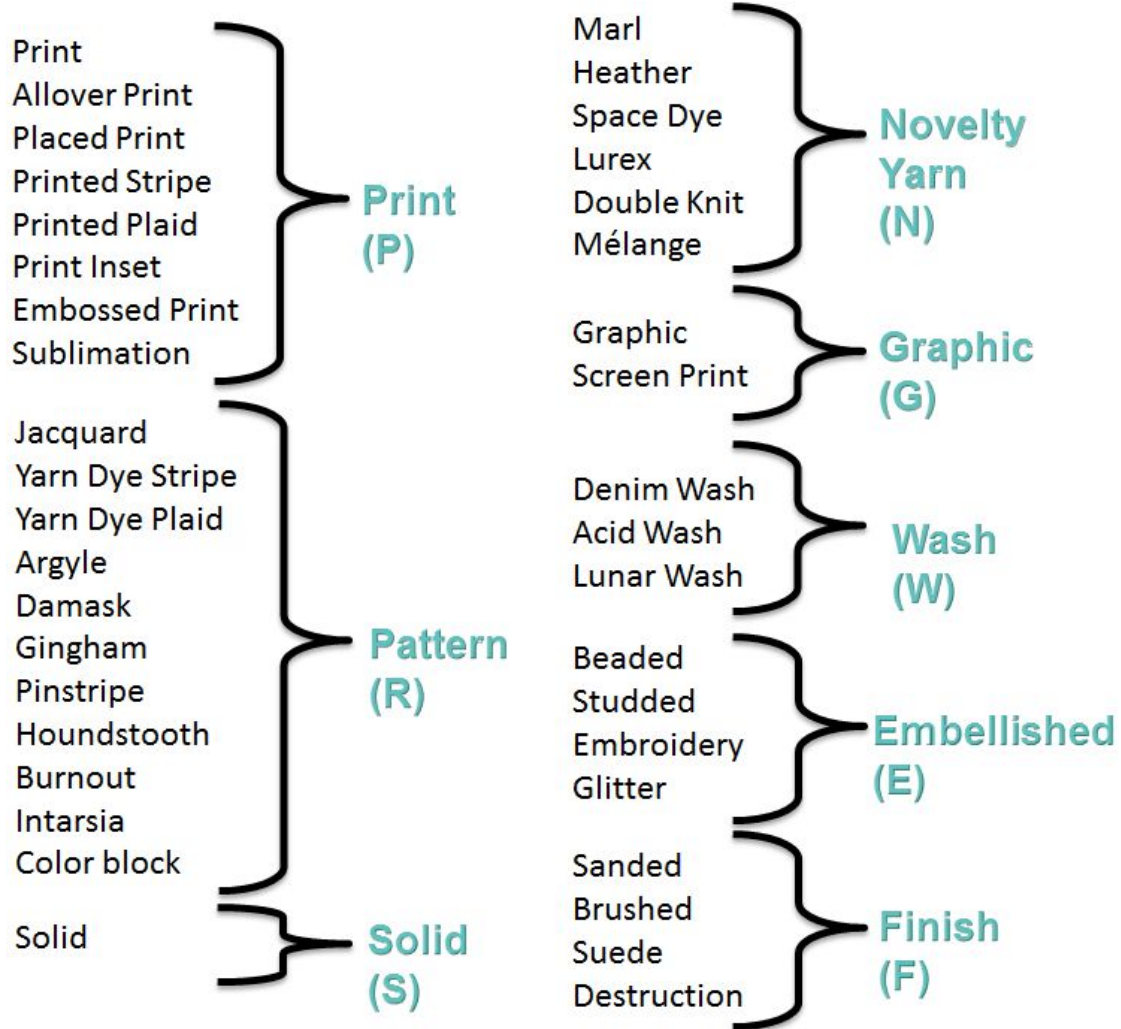 Print
Allover Print
Placed Print
Printed Stripe
Printed Plaid
Print Inset
Embossed Print
Sublimation
Print
(P)
Jacquard
Yarn Dye Stripe
Yarn Dye Plaid
Argyle
Damask
Gingham
Pinstripe
Houndstooth
Burnout
Intarsia
Color block
Pattern
(R)
Solid
Solid
(S)
Marl
Heather
Space Dye
Lurex
Double Knit
Mélange
Novelty
Yarn
(N)
Graphic
Screen Print
Graphic
(G)
Denim Wash
Acid Wash
Lunar Wash
Wash
(W)
Beaded
Studded
Embroidery
Glitter
Embellished
(E)
Sanded
Brushed
Suede
Destruction
Finish
(F)